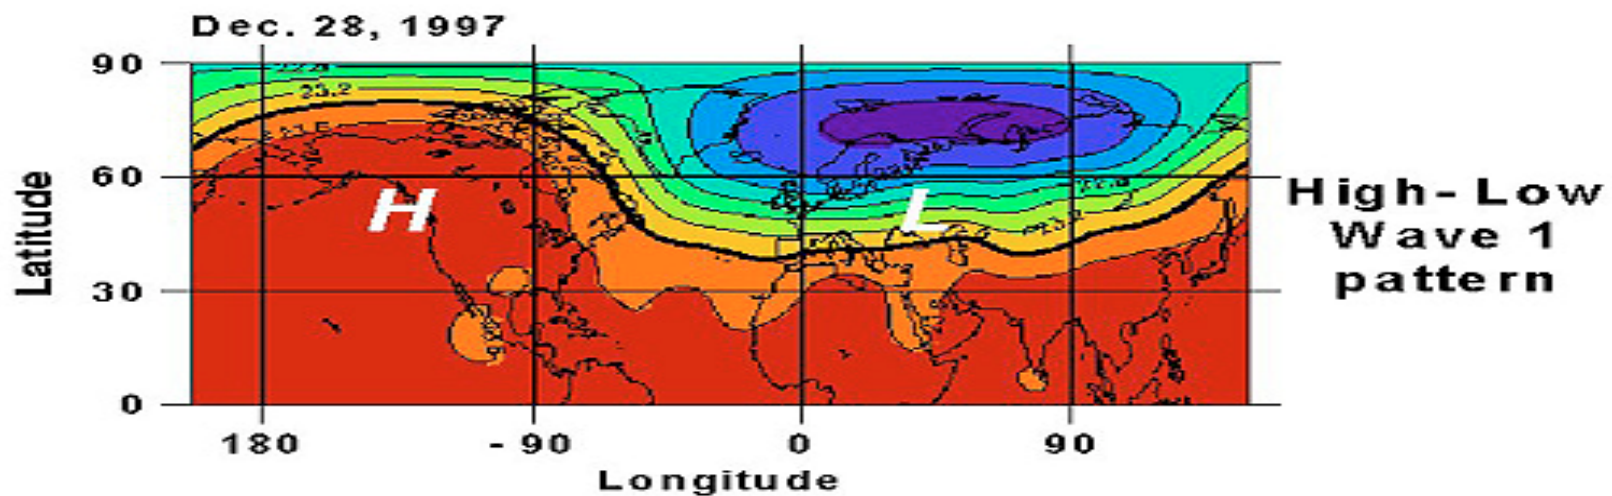 Dec. 28, 1997
90
60
30
0
Latitude
23.2
H
L
180
-90
0
90
Longitude
High-Low
Wave 1
pattern